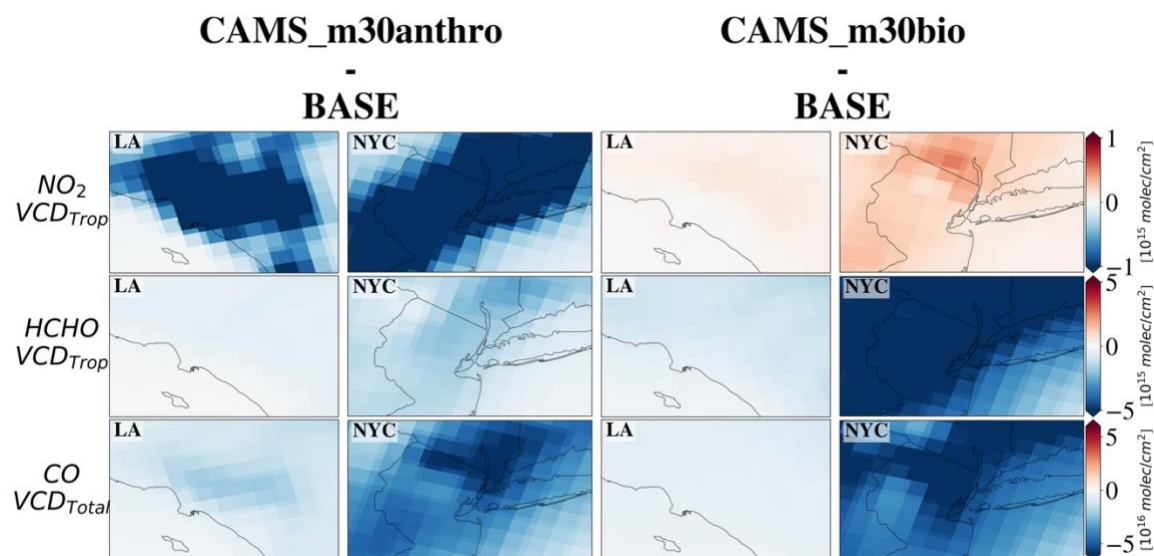 CAMS_m30anthro
-
BASE
CAMS_m30bio
-
BASE
NO2
VCDTrop
LA
NYC
LA
NYC
1
0
−1
[10^15 molec/cm^2]
HCHO
VCDTrop
LA
NYC
LA
NYC
5
0
−5
[10^15 molec/cm^2]
CO
VCDTotal
LA
NYC
LA
NYC
5
0
−5
[10^16 molec/cm^2]